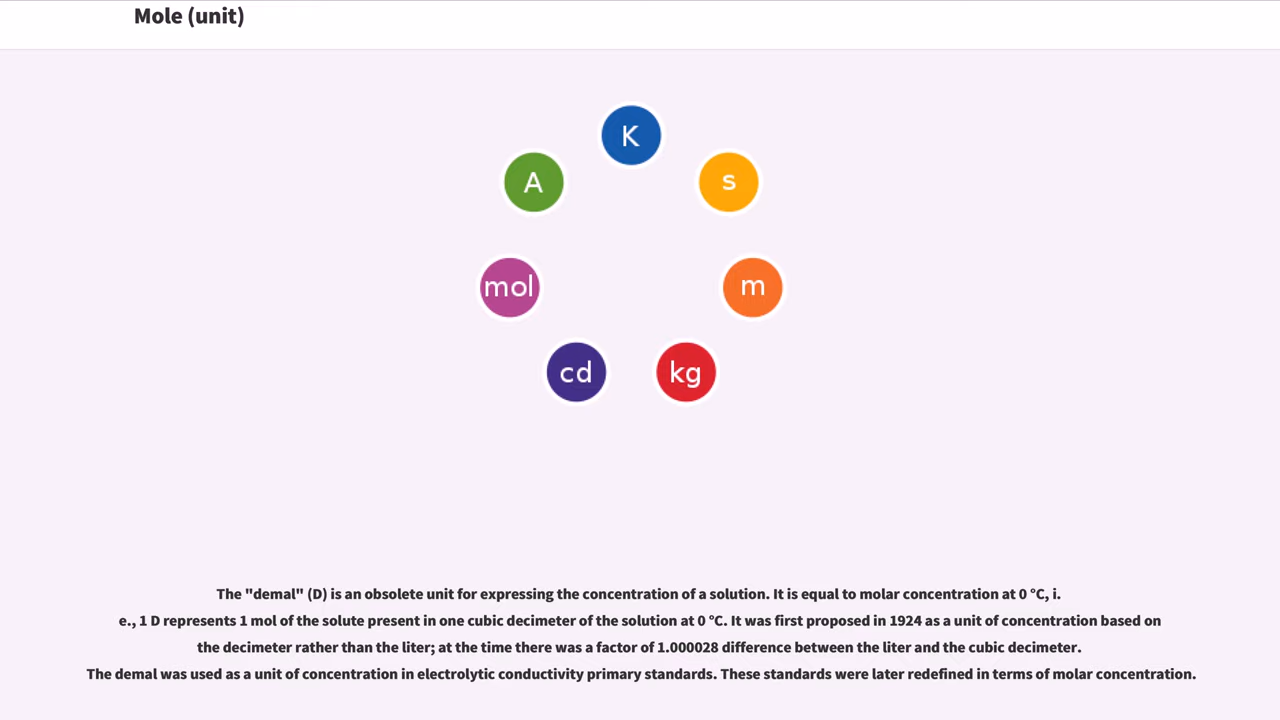 Mole (unit)
K
A
s
mol
m
cd
kg
The "demal" (D) is an obsolete unit for expressing the concentration of a solution. It is equal to molar concentration at 0 °C, i.
e., 1 D represents 1 mol of the solute present in one cubic decimeter of the solution at 0 °C. It was first proposed in 1924 as a unit of concentration based on
the decimeter rather than the liter; at the time there was a factor of 1.000028 difference between the liter and the cubic decimeter.
The demal was used as a unit of concentration in electrolytic conductivity primary standards. These standards were later redefined in terms of molar concentration.